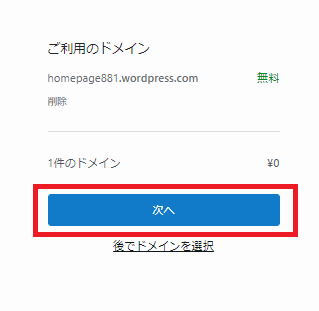 ご利用のドメイン
homepage881.wordpress.com 無料
削除
1件のドメイン ¥0
次へ
後でドメインを選択